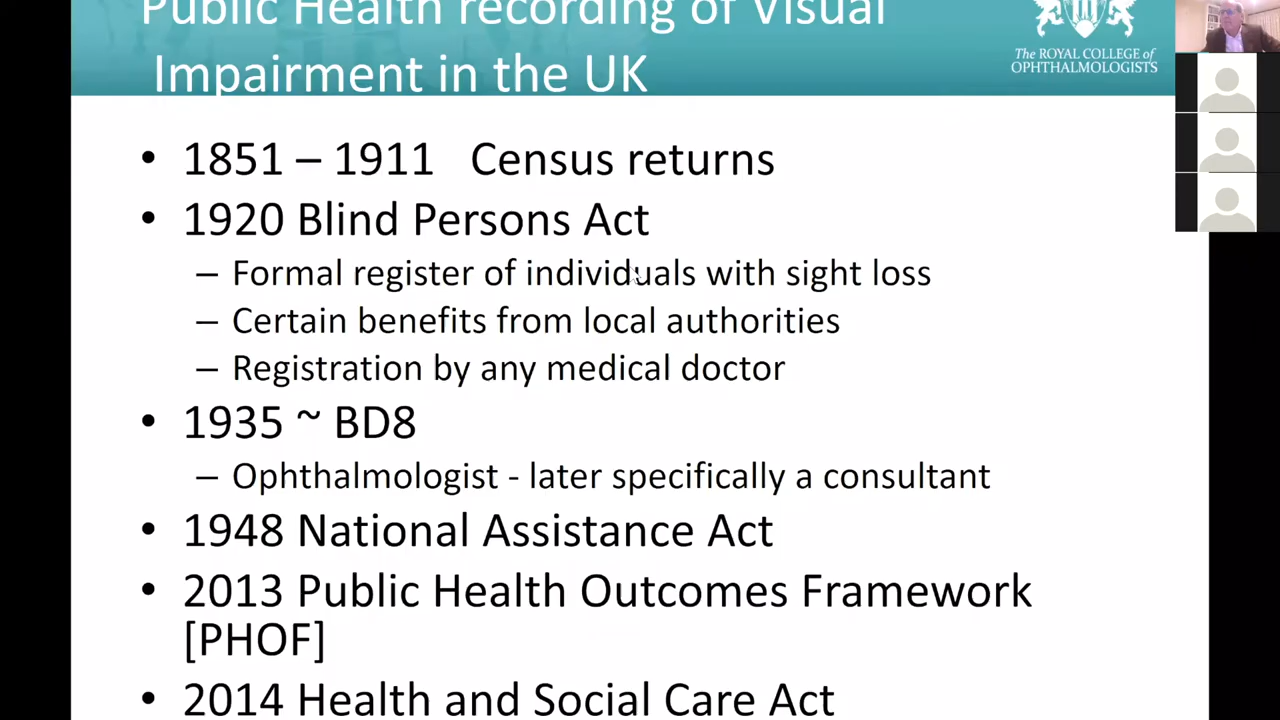 Public Health recording of Visual
Impairment in the UK
The ROYAL COLLEGE of
OPHTHALMOLOGISTS
• 1851 – 1911 Census returns
• 1920 Blind Persons Act
– Formal register of individuals with sight loss
– Certain benefits from local authorities
– Registration by any medical doctor
• 1935 ~ BD8
– Ophthalmologist - later specifically a consultant
• 1948 National Assistance Act
• 2013 Public Health Outcomes Framework
[PHOF]
• 2014 Health and Social Care Act